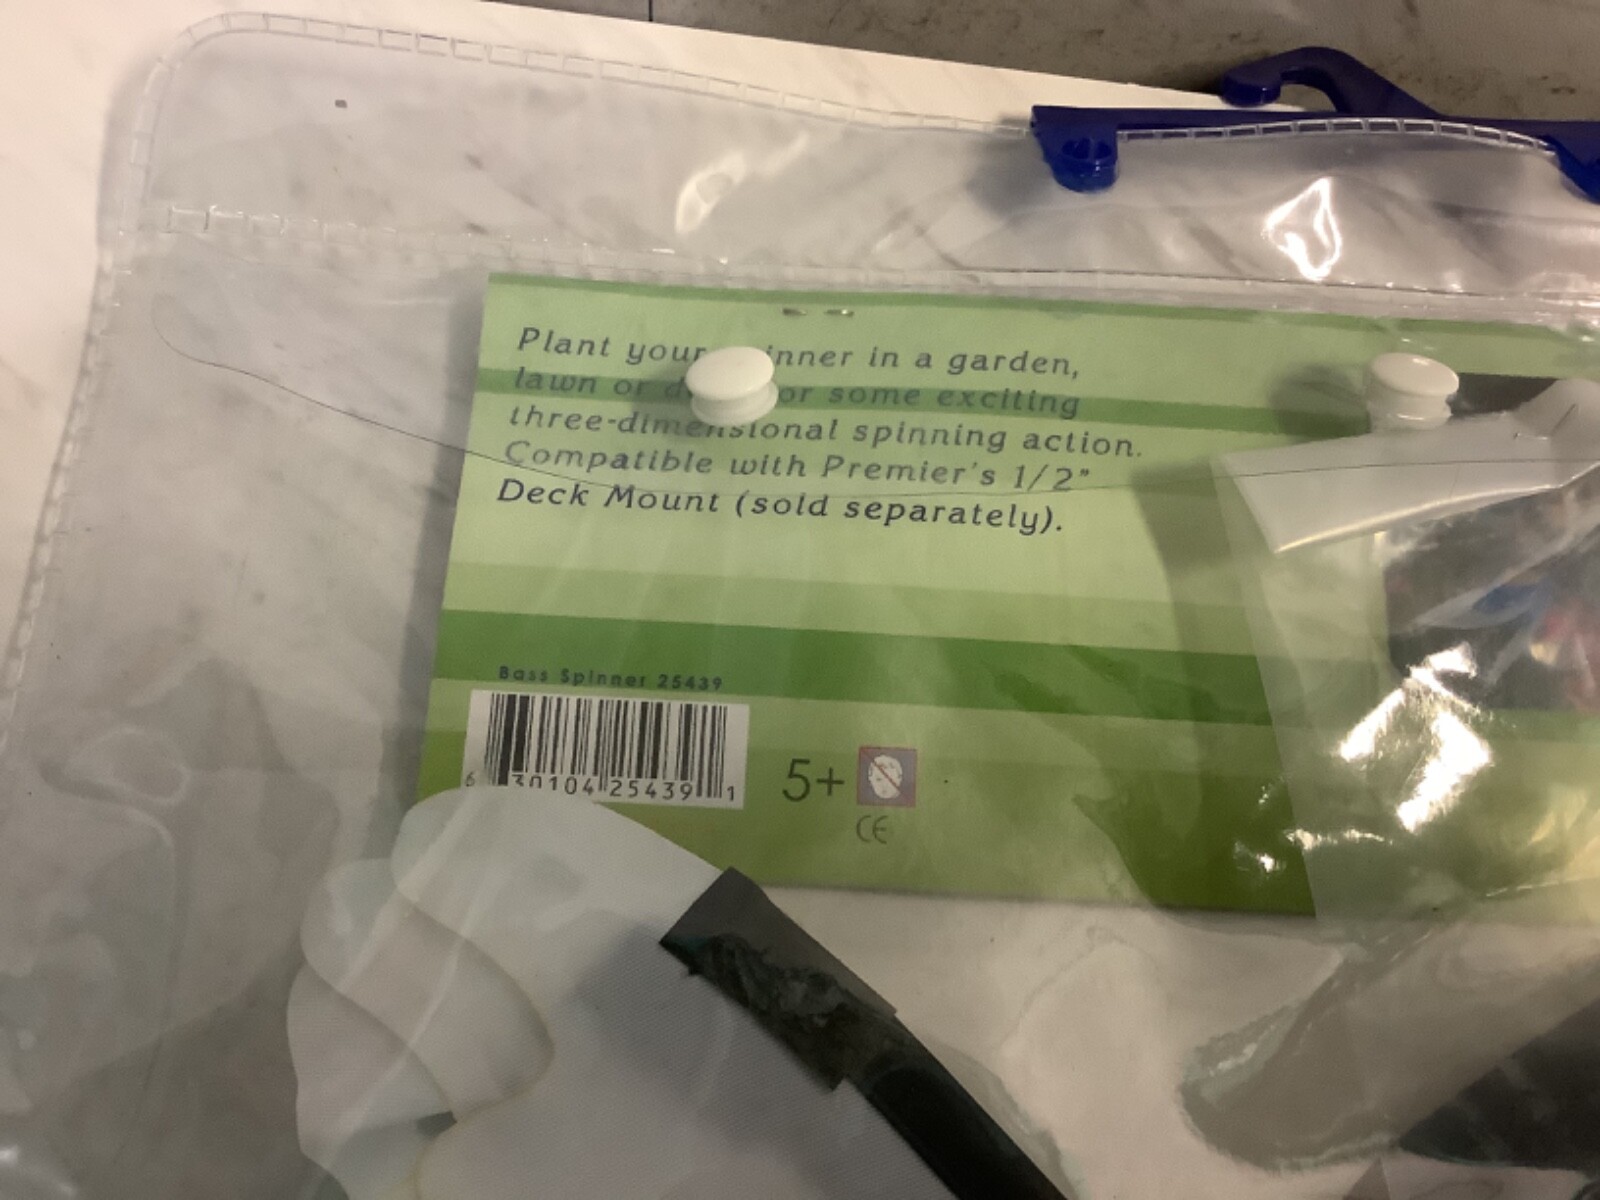 Plant your inner in a garden,
lawn or d or some exciting
three-dimensional spinning action.
Compatible with Premier's 1/2"
Deck Mount (sold separately).
Bass Spinner 25439
6 30104 25439 1
5+
CE